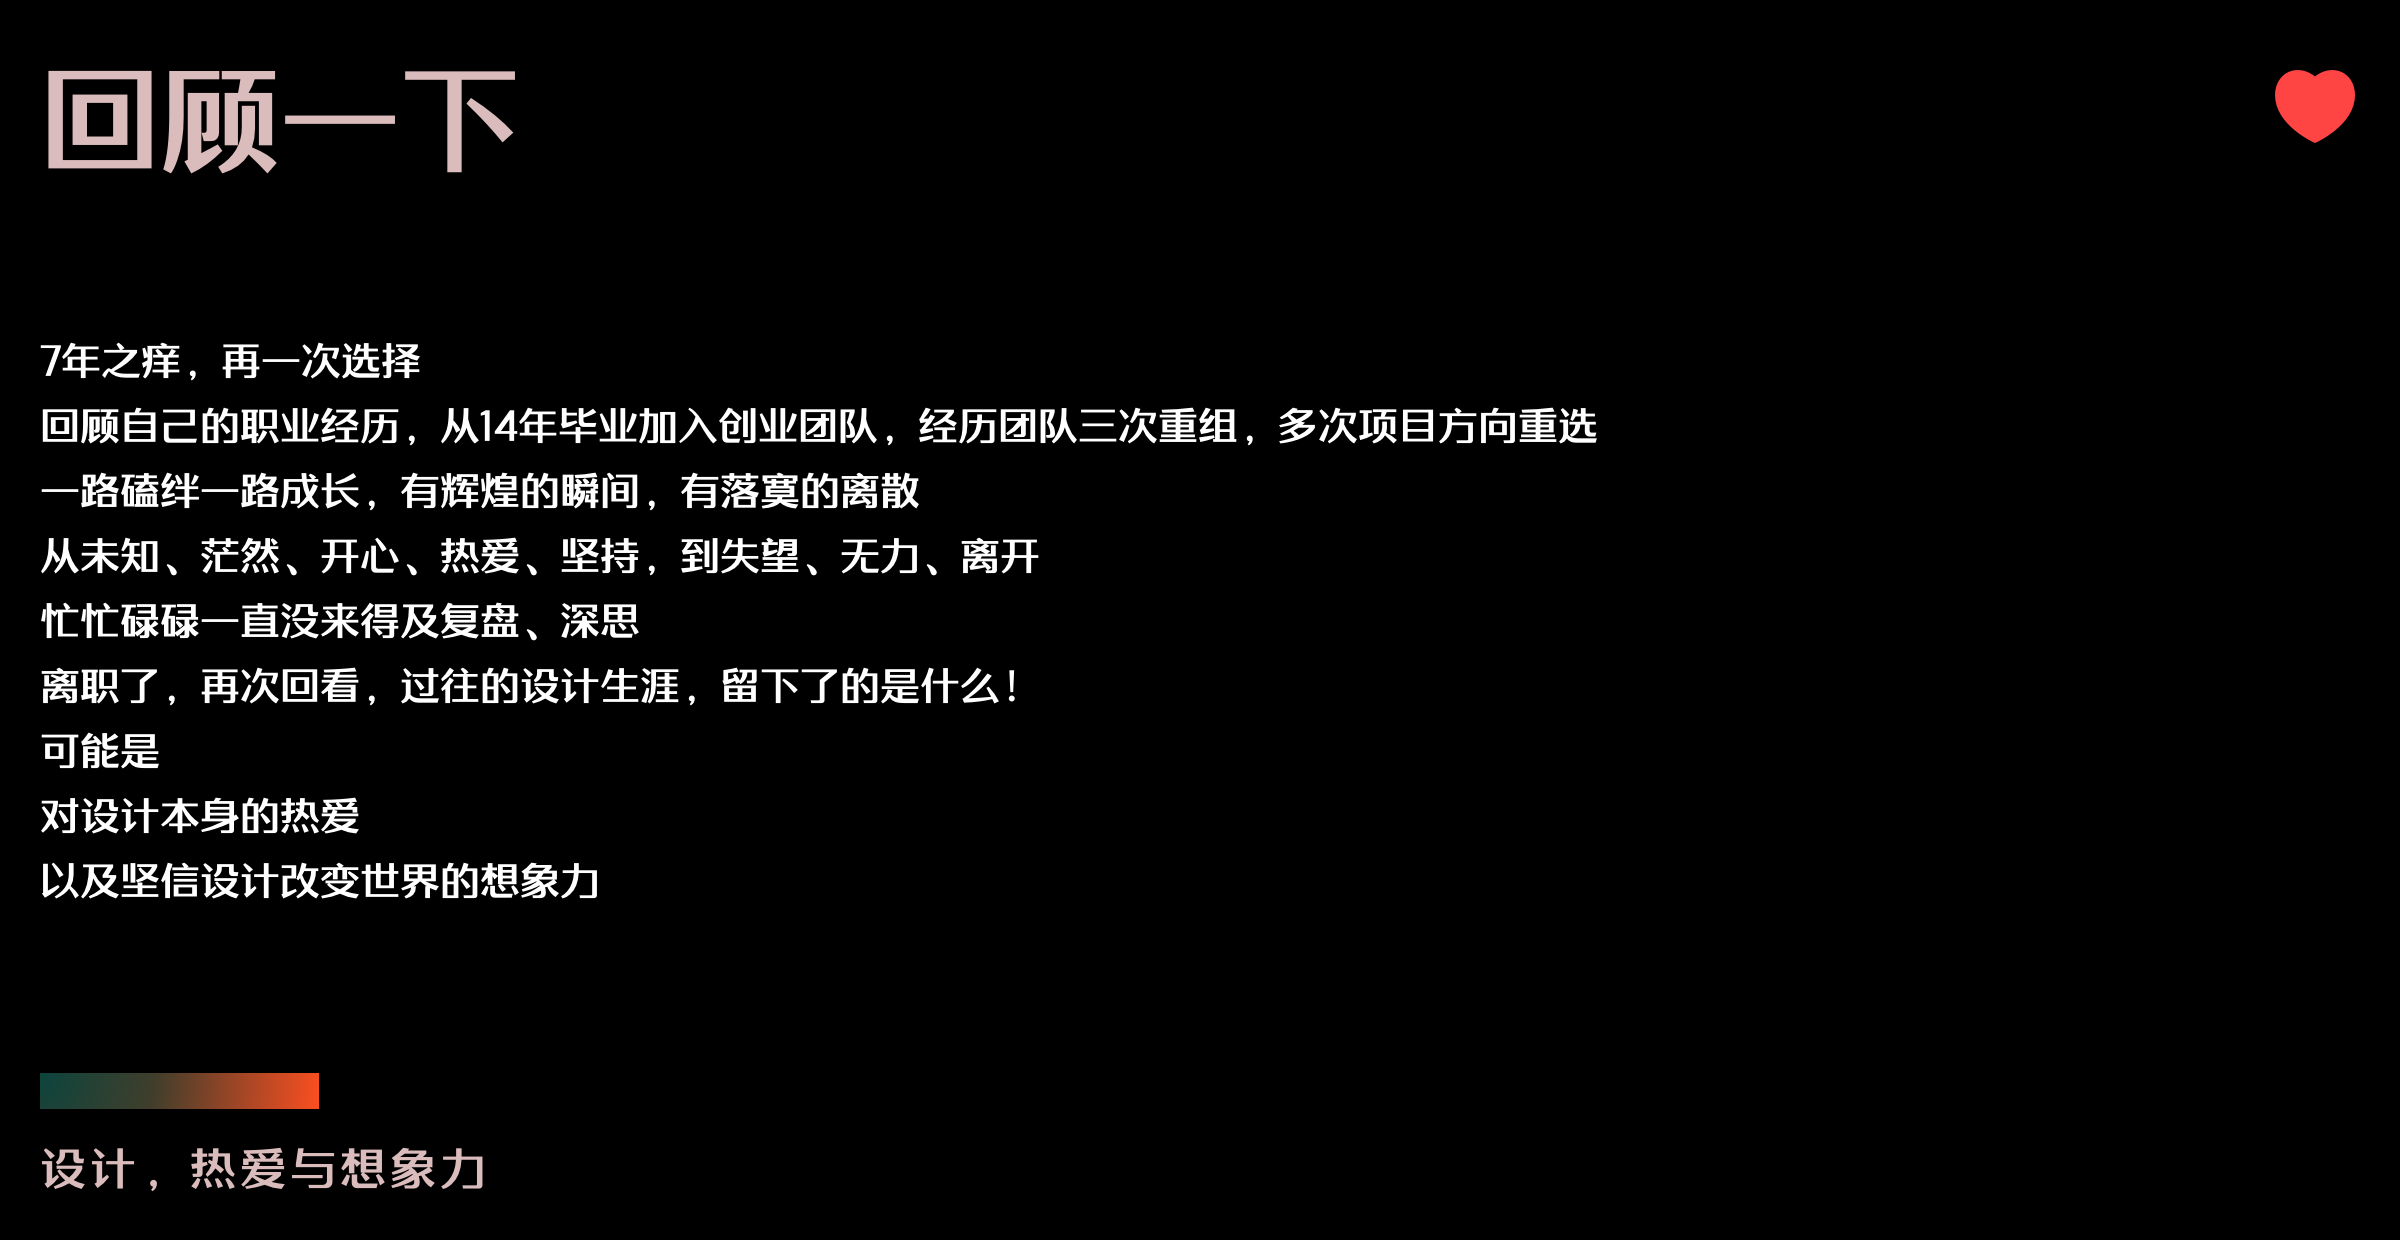 回顾一下
7年之痒，再一次选择
回顾自己的职业经历，从14年毕业加入创业团队，经历团队三次重组，多次项目方向重选
一路磕绊一路成长，有辉煌的瞬间，有落寞的离散
从未知、茫然、开心、热爱、坚持，到失望、无力、离开
忙忙碌碌一直没来得及复盘、深思
离职了，再次回看，过往的设计生涯，留下了的是什么！
可能是
对设计本身的热爱
以及坚信设计改变世界的想象力
设计，热爱与想象力